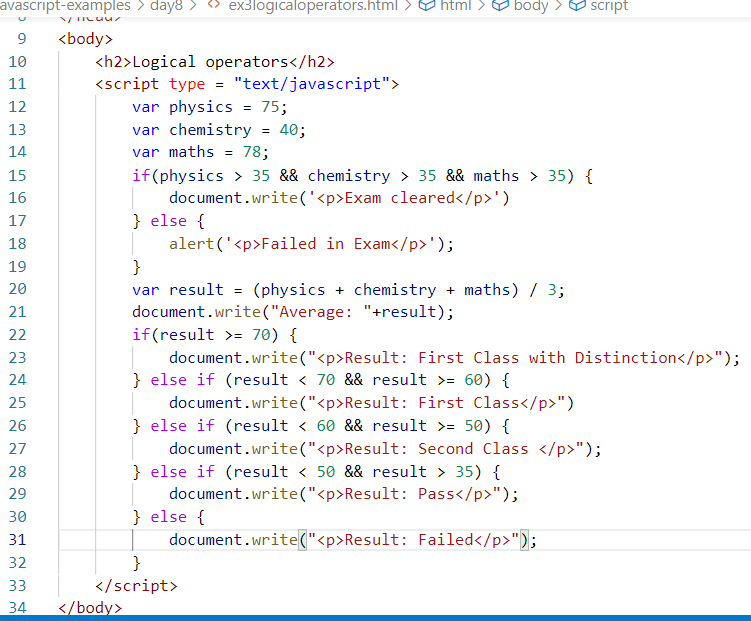 avascript-examples > day8 > <> ex3logicaloperators.html > html > body > script
8 </head>
9 <body>
10 <h2>Logical operators</h2>
11 <script type = "text/javascript">
12 var physics = 75;
13 var chemistry = 40;
14 var maths = 78;
15 if(physics > 35 && chemistry > 35 && maths > 35) {
16 document.write('<p>Exam cleared</p>')
17 } else {
18 alert('<p>Failed in Exam</p>');
19 }
20 var result = (physics + chemistry + maths) / 3;
21 document.write("Average: "+result);
22 if(result >= 70) {
23 document.write("<p>Result: First Class with Distinction</p>");
24 } else if (result < 70 && result >= 60) {
25 document.write("<p>Result: First Class</p>")
26 } else if (result < 60 && result >= 50) {
27 document.write("<p>Result: Second Class </p>");
28 } else if (result < 50 && result > 35) {
29 document.write("<p>Result: Pass</p>");
30 } else {
31 document.write("<p>Result: Failed</p>");
32 }
33 </script>
34 </body>